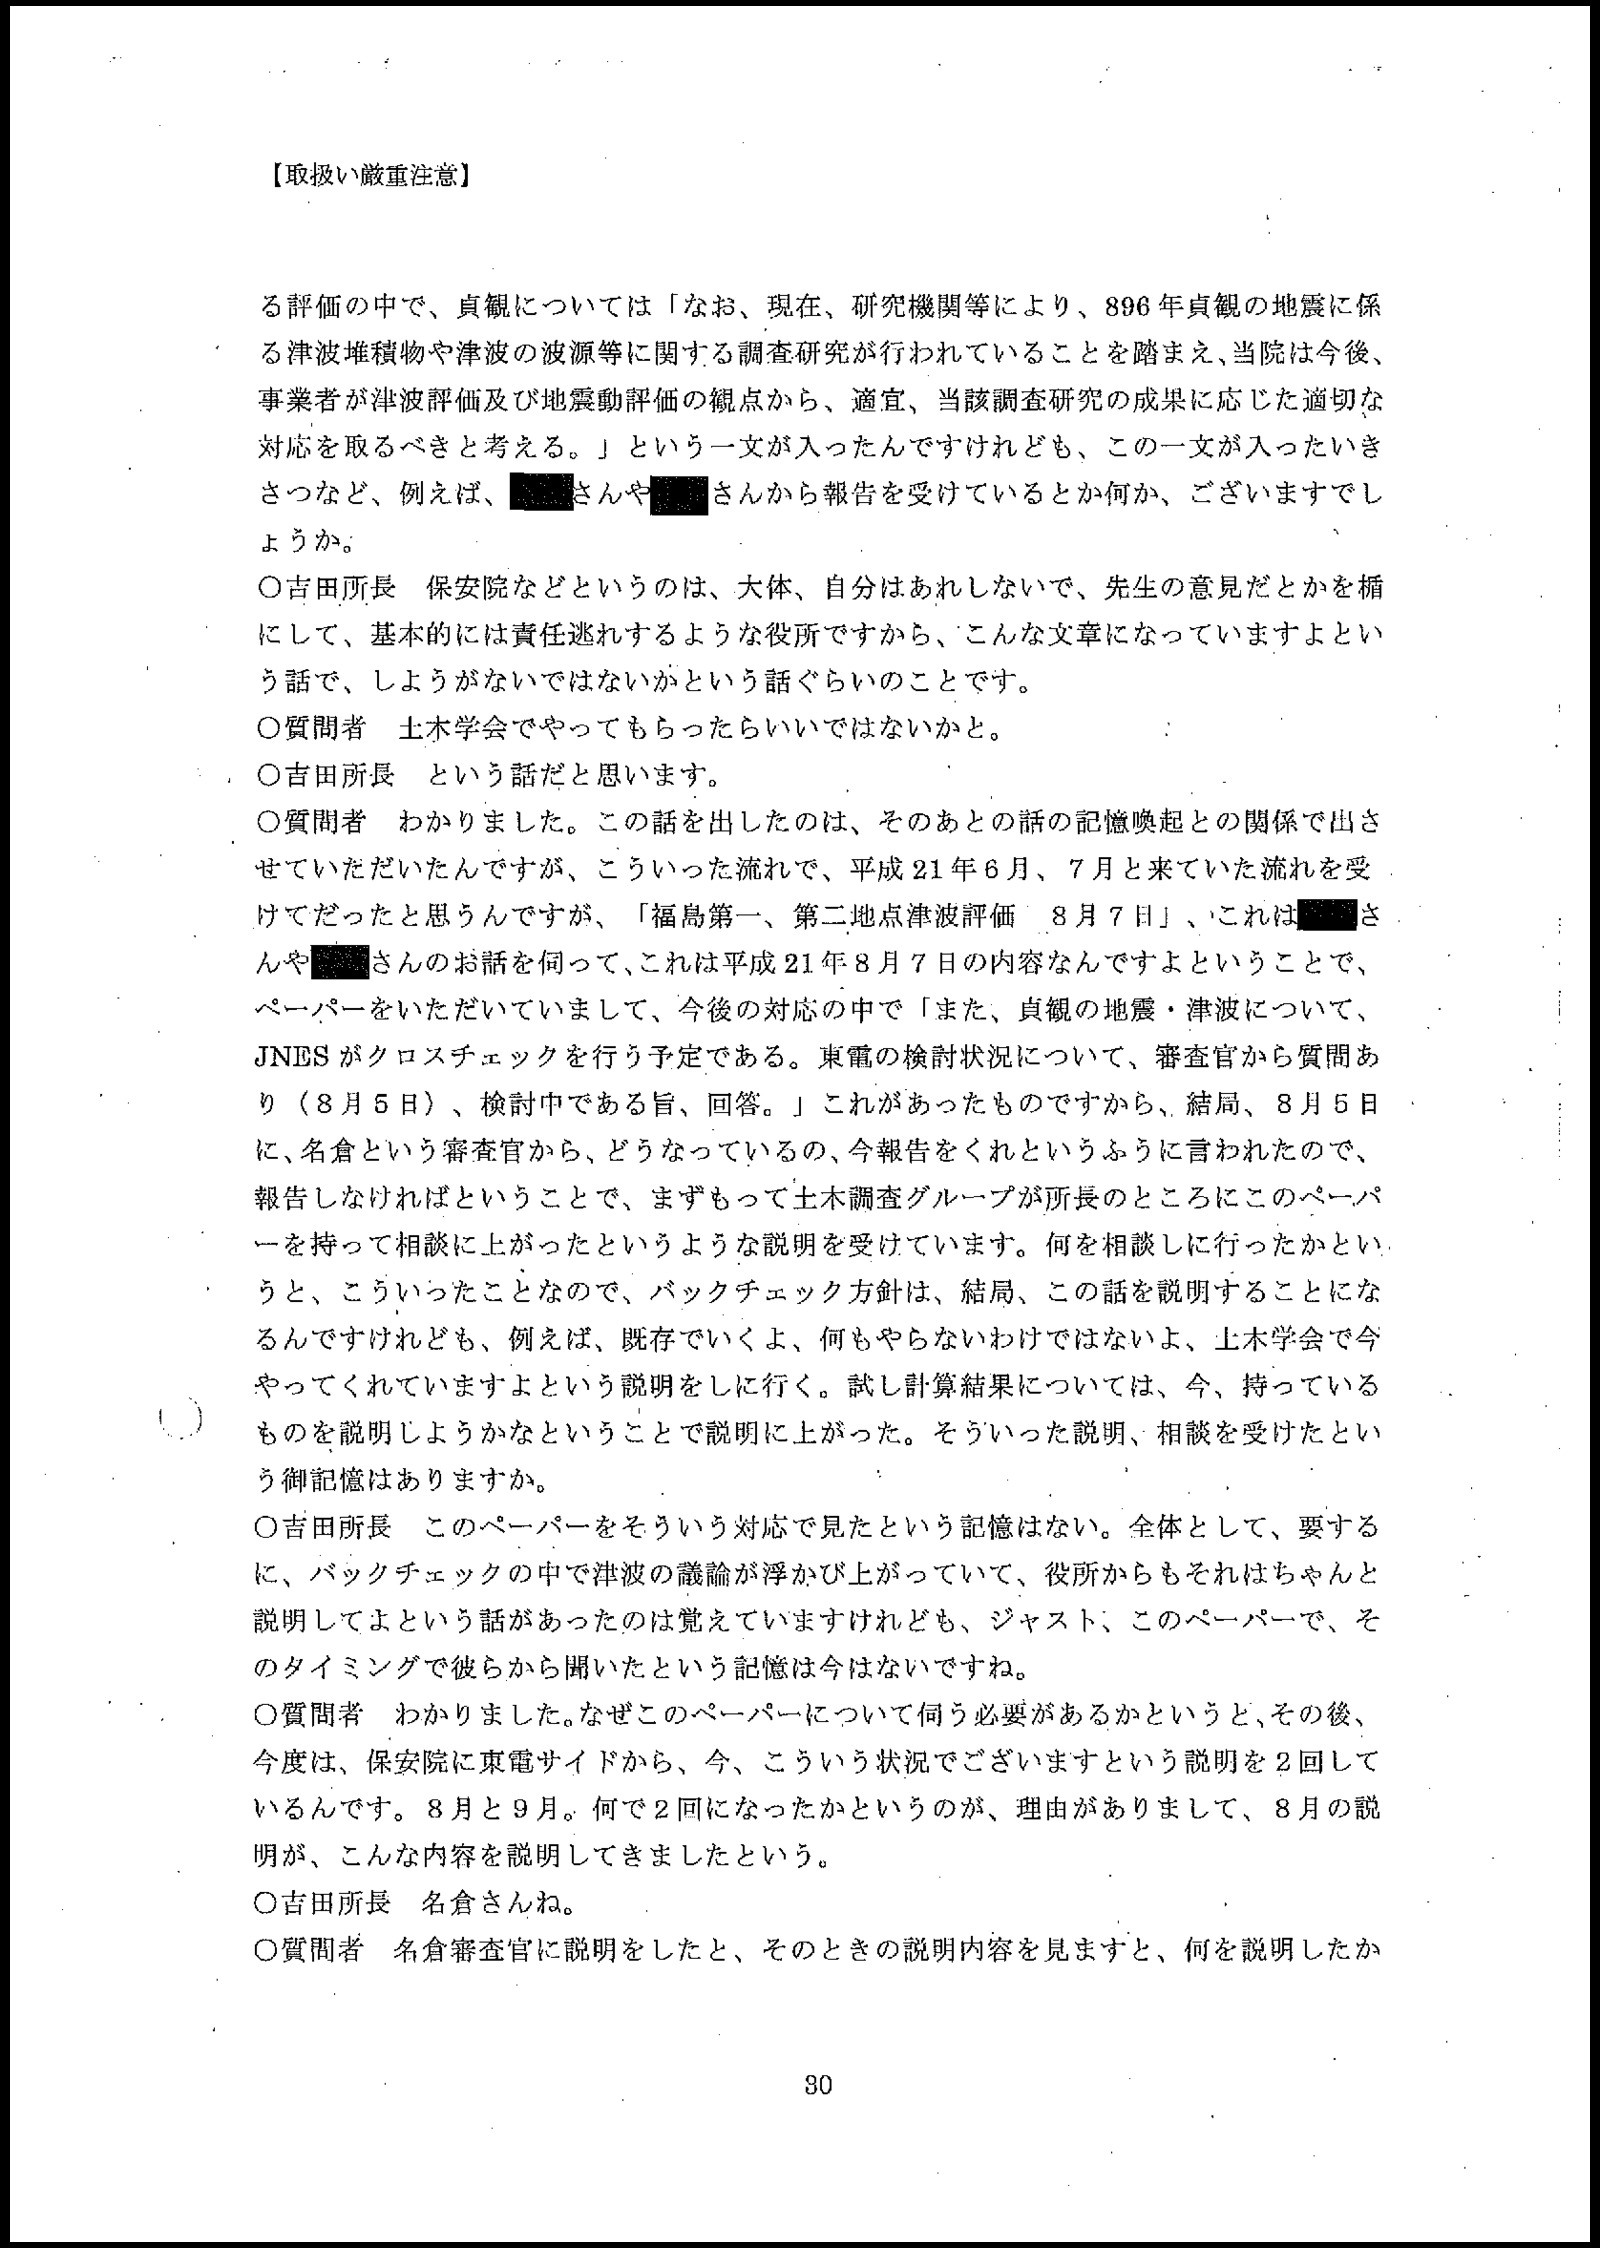 【取扱い厳重注意】
る評価の中で、貞観については「なお、現在、研究機関等により、896年貞観の地震に係
る津波堆積物や津波の波源等に関する調査研究が行われていることを踏まえ、当院は今後、
事業者が津波評価及び地震動評価の観点から、適宜、当該調査研究の成果に応じた適切な
対応を取るべきと考える。」という一文が入ったんですけれども、この一文が入ったいき
さつなど、例えば、さんやさんから報告を受けているとか何か、ございますでし
ょうか。
〇吉田所長　保安院などというのは、大体、自分はあれしないで、先生の意見だとかを楯
にして、基本的には責任逃れするような役所ですから、こんな文章になっていますよとい
う話で、しようがないではないかという話ぐらいのことです。
〇質問者　土木学会でやってもらったらいいではないかと。
〇吉田所長　という話だと思います。
〇質問者　わかりました。この話を出したのは、そのあとの話の記憶喚起との関係で出さ
せていただいたんですが、こういった流れで、平成21年６月、７月と来ていた流れを受
けてだったと思うんですが、「福島第一、第二地点津波評価　８月７日」、これはさ
んやさんのお話を伺って、これは平成21年８月７日の内容なんですよということで、
ペーパーをいただいていまして、今後の対応の中で「また、貞観の地震・津波について、
JNESがクロスチェックを行う予定である。東電の検討状況について、審査官から質問あ
り（８月５日）、検討中である旨、回答。」これがあったものですから、結局、８月５日
に、名倉という審査官から、どうなっているの、今報告をくれというふうに言われたので、
報告しなければということで、まずもって土木調査グループが所長のところにこのペーパ
ーを持って相談に上がったというような説明を受けています。何を相談しに行ったかとい
うと、こういったことなので、バックチェック方針は、結局、この話を説明することにな
るんですけれども、例えば、既存でいくよ、何もやらないわけではないよ、土木学会で今
やってくれていますよという説明をしに行く。試し計算結果については、今、持っている
ものを説明しようかなということで説明に上がった。そういった説明、相談を受けたとい
う御記憶はありますか。
〇吉田所長　このペーパーをそういう対応で見たという記憶はない。全体として、要する
に、バックチェックの中で津波の議論が浮かび上がっていて、役所からもそれはちゃんと
説明してよという話があったのは覚えていますけれども、ジャスト、このペーパーで、そ
のタイミングで彼らから聞いたという記憶は今はないですね。
〇質問者　わかりました。なぜこのペーパーについて伺う必要があるかというと、その後、
今度は、保安院に東電サイドから、今、こういう状況でございますという説明を２回して
いるんです。８月と９月。何で２回になったかというのが、理由がありまして、８月の説
明が、こんな内容を説明してきましたという。
〇吉田所長　名倉さんね。
〇質問者　名倉審査官に説明をしたと、そのときの説明内容を見ますと、何を説明したか
30